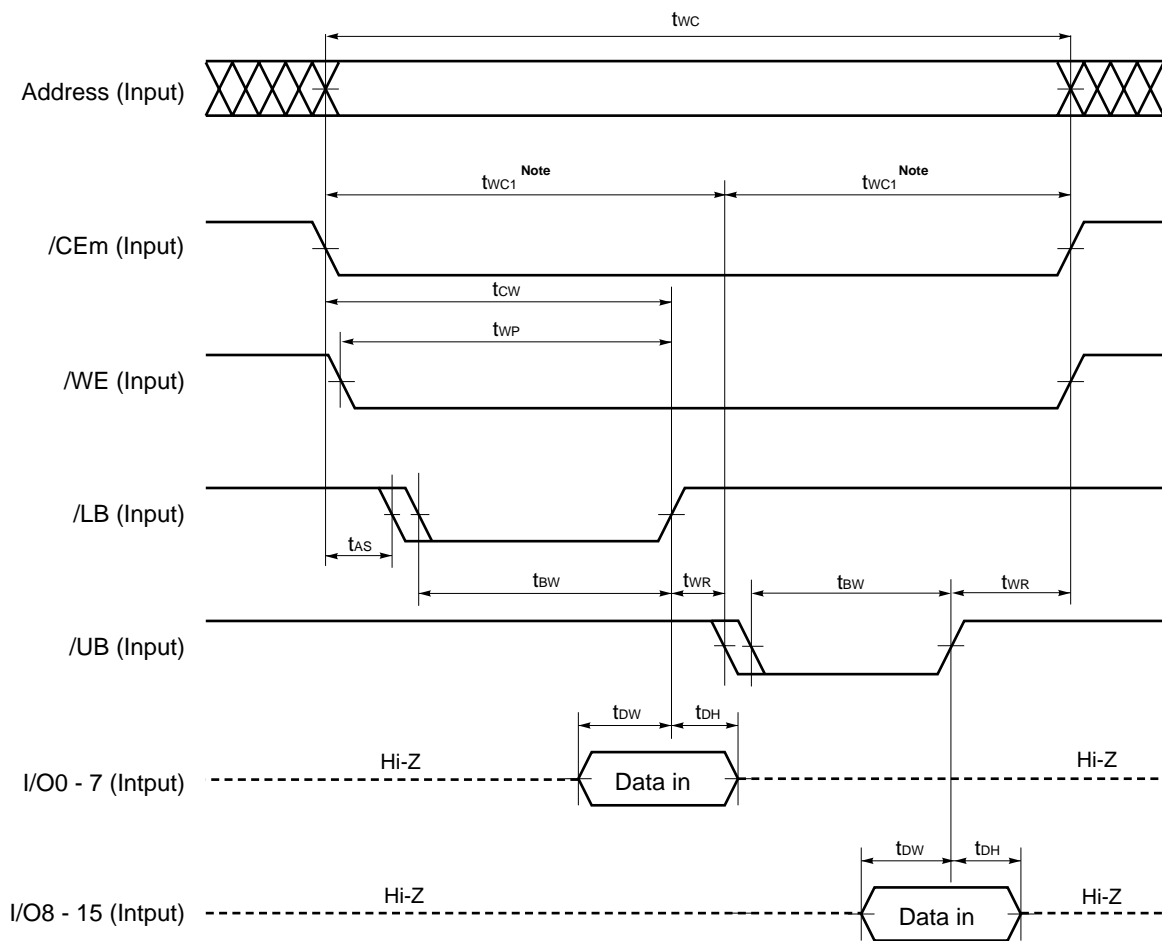 tWC
Address (Input)
tWC1 Note tWC1 Note
/CEm (Input)
tCW
tWP
/WE (Input)
/LB (Input)
tAS
tBW tWR tBW tWR
/UB (Input)
tDW tDH
Hi-Z Hi-Z
I/O0 - 7 (Intput) Data in
tDW tDH
Hi-Z Hi-Z
I/O8 - 15 (Intput) Data in